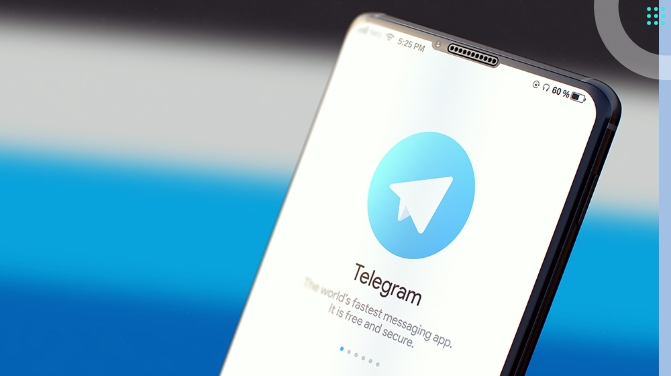 5:25 PM
60 %
Telegram
The world's fastest messaging app.
It is free and secure.